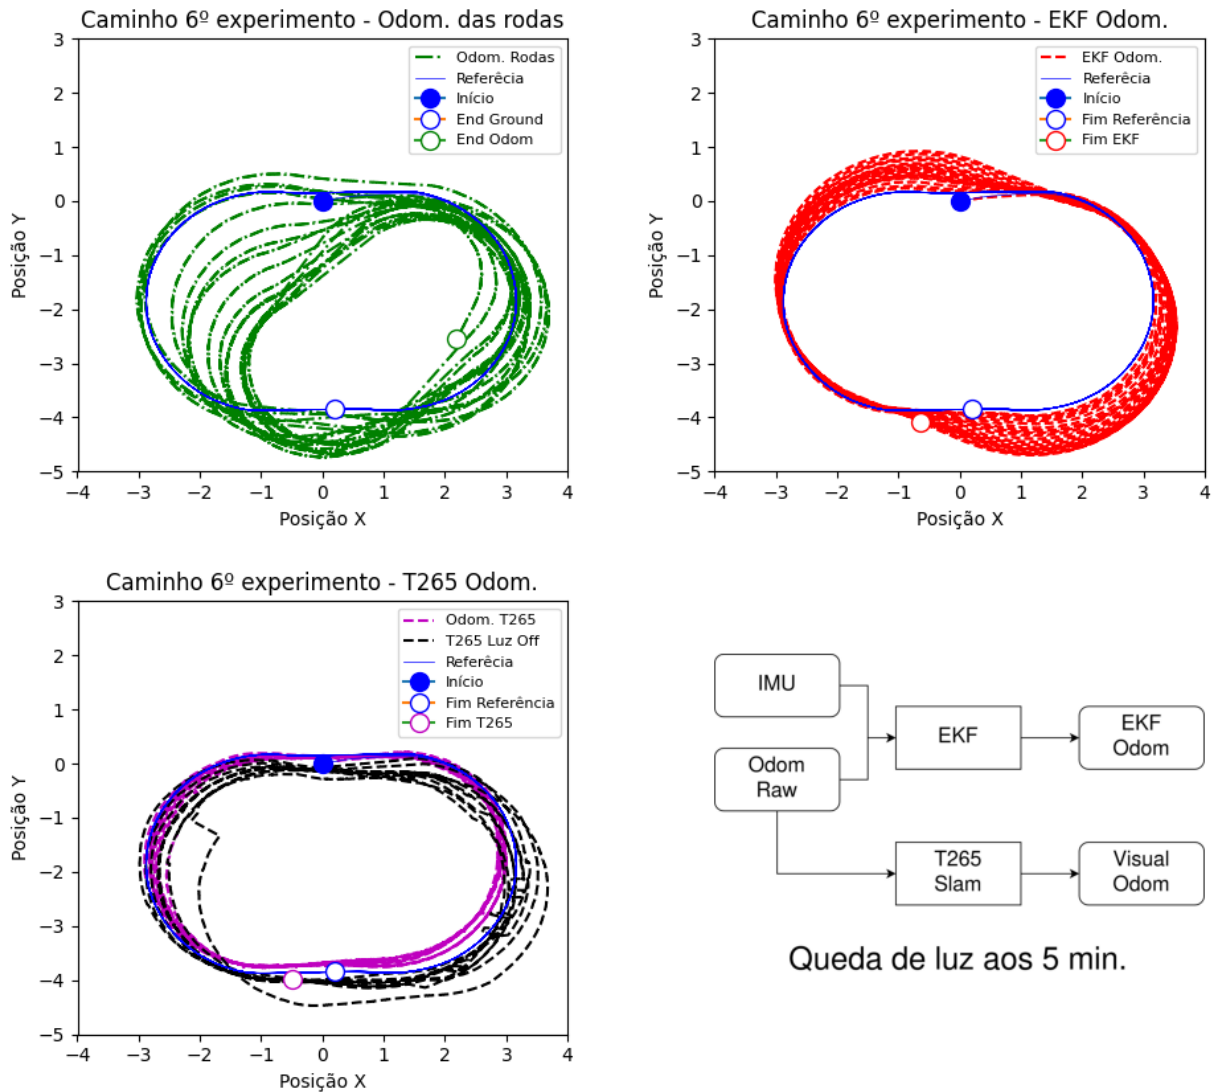 Caminho 6º experimento - Odom. das rodas
Odom. Rodas
Referêcia
Início
End Ground
End Odom
3
2
1
0
−1
−2
−3
−4
−5
Posição Y
−4 −3 −2 −1 0 1 2 3 4
Posição X
Caminho 6º experimento - EKF Odom.
EKF Odom.
Referêcia
Início
Fim Referência
Fim EKF
3
2
1
0
−1
−2
−3
−4
−5
Posição Y
−4 −3 −2 −1 0 1 2 3 4
Posição X
Caminho 6º experimento - T265 Odom.
Odom. T265
T265 Luz Off
Referêcia
Início
Fim Referência
Fim T265
3
2
1
0
−1
−2
−3
−4
−5
Posição Y
−4 −3 −2 −1 0 1 2 3 4
Posição X
IMU
Odom
Raw
EKF
EKF
Odom
T265
Slam
Visual
Odom
Queda de luz aos 5 min.